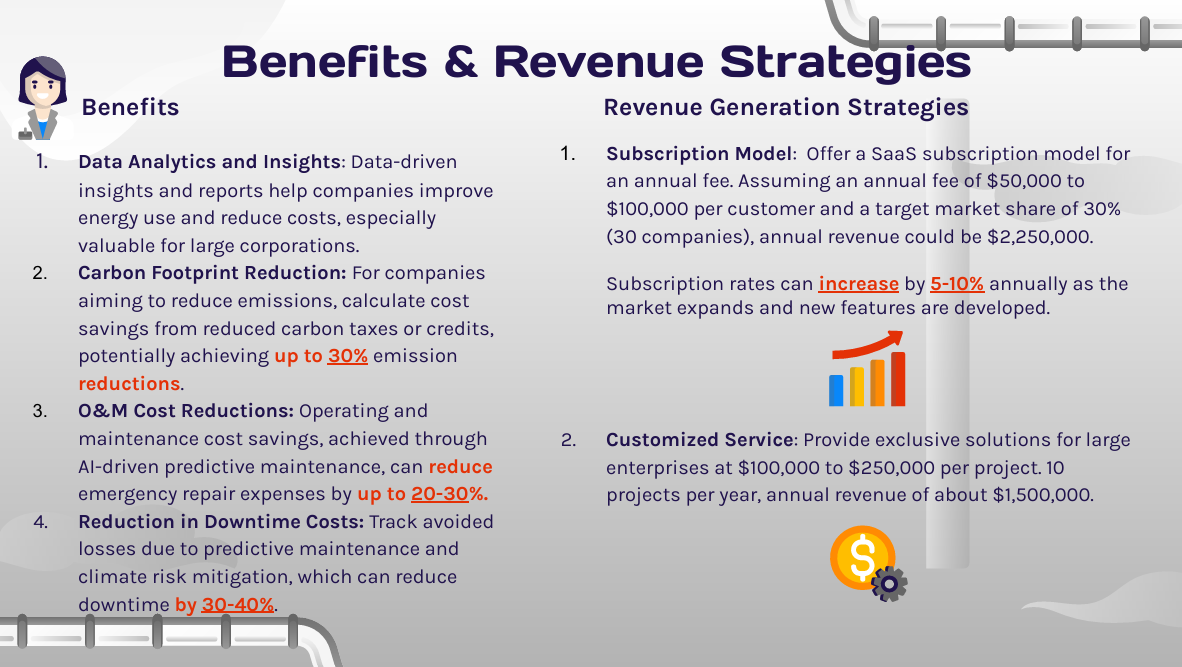 Benefits & Revenue Strategies
Benefits
1. Data Analytics and Insights: Data-driven
insights and reports help companies improve
energy use and reduce costs, especially
valuable for large corporations.
2. Carbon Footprint Reduction: For companies
aiming to reduce emissions, calculate cost
savings from reduced carbon taxes or credits,
potentially achieving up to 30% emission
reductions.
3. O&M Cost Reductions: Operating and
maintenance cost savings, achieved through
AI-driven predictive maintenance, can reduce
emergency repair expenses by up to 20-30%.
4. Reduction in Downtime Costs: Track avoided
losses due to predictive maintenance and
climate risk mitigation, which can reduce
downtime by 30-40%.
Revenue Generation Strategies
1. Subscription Model: Offer a SaaS subscription model for
an annual fee. Assuming an annual fee of $50,000 to
$100,000 per customer and a target market share of 30%
(30 companies), annual revenue could be $2,250,000.
Subscription rates can increase by 5-10% annually as the
market expands and new features are developed.
2. Customized Service: Provide exclusive solutions for large
enterprises at $100,000 to $250,000 per project. 10
projects per year, annual revenue of about $1,500,000.
$